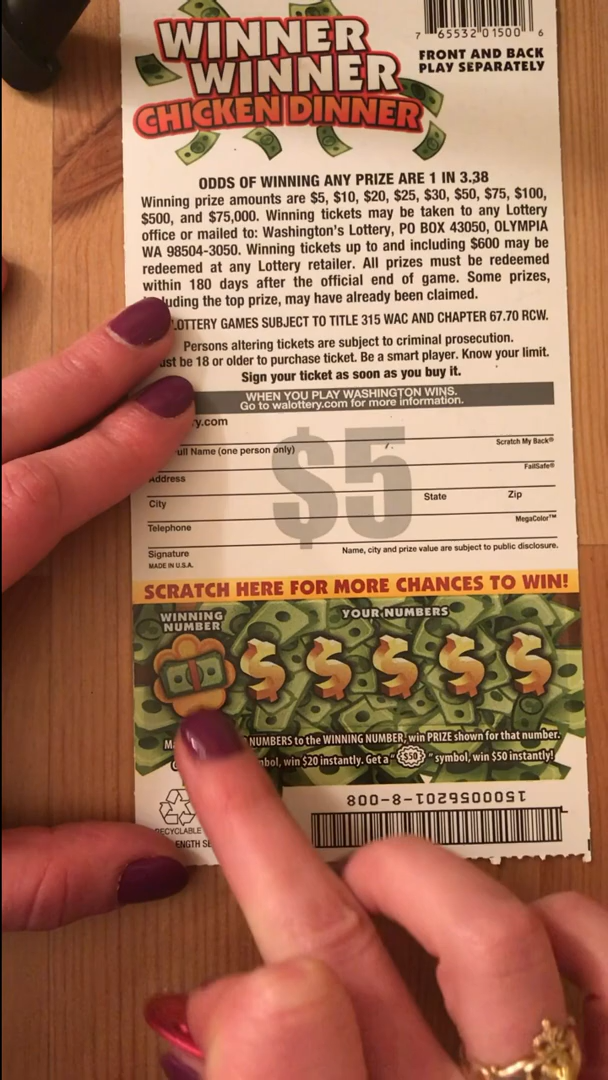 WINNER
WINNER
CHICKEN DINNER
7 65532 01500 6
FRONT AND BACK
PLAY SEPARATELY
ODDS OF WINNING ANY PRIZE ARE 1 IN 3.38
Winning prize amounts are $5, $10, $20, $25, $30, $50, $75, $100,
$500, and $75,000. Winning tickets may be taken to any Lottery
office or mailed to: Washington's Lottery, PO BOX 43050, OLYMPIA
WA 98504-3050. Winning tickets up to and including $600 may be
redeemed at any Lottery retailer. All prizes must be redeemed
within 180 days after the official end of game. Some prizes,
luding the top prize, may have already been claimed.
LOTTERY GAMES SUBJECT TO TITLE 315 WAC AND CHAPTER 67.70 RCW.
Persons altering tickets are subject to criminal prosecution.
ust be 18 or older to purchase ticket. Be a smart player. Know your limit.
Sign your ticket as soon as you buy it.
WHEN YOU PLAY WASHINGTON WINS.
Go to walottery.com for more information.
y.com
$5
Scratch My Back®
ull Name (one person only)
FailSafe®
Address
City State Zip
MegaColor™
Telephone
Signature Name, city and prize value are subject to public disclosure.
MADE IN U.S.A.
SCRATCH HERE FOR MORE CHANCES TO WIN!
WINNING
NUMBER
YOUR NUMBERS
$ $ $ $ $
NUMBERS to the WINNING NUMBER, win PRIZE shown for that number.
bol, win $20 instantly. Get a "$50" symbol, win $50 instantly!
1500056201-8-008
RECYCLABLE
ENGTH SE